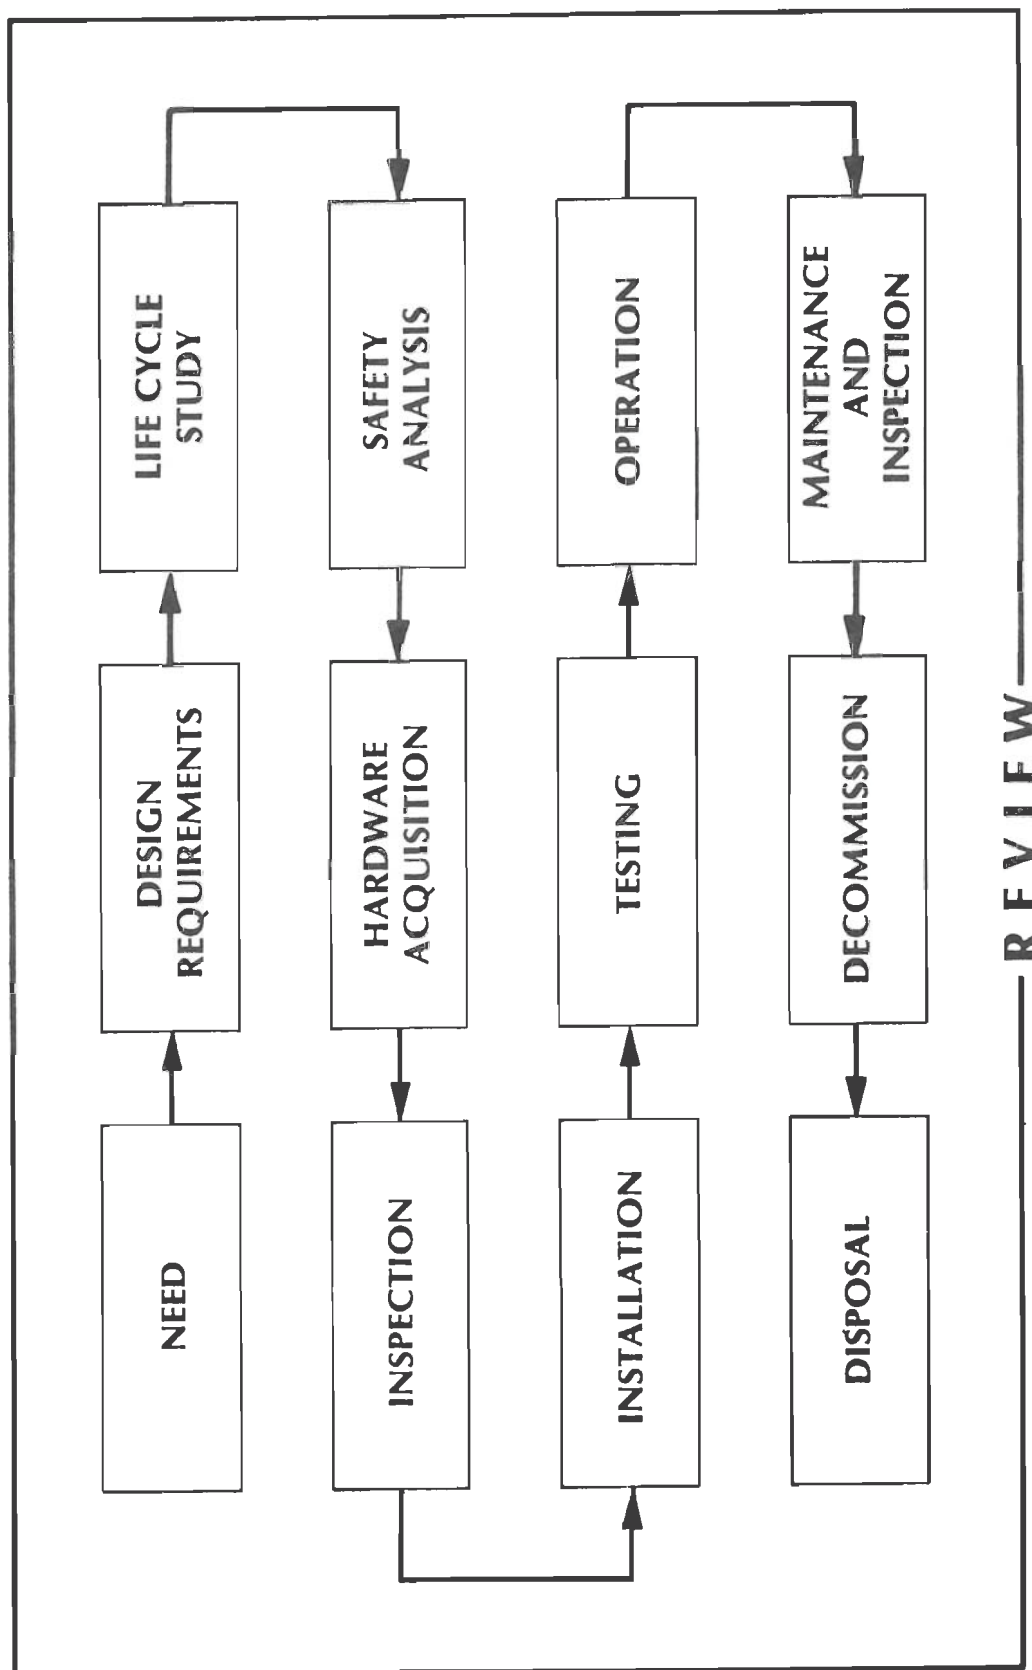 NEED
DESIGN
REQUIREMENTS
LIFE CYCLE
STUDY
SAFETY
ANALYSIS
HARDWARE
ACQUISITION
INSPECTION
INSTALLATION
TESTING
OPERATION
MAINTENANCE
AND
INSPECTION
DECOMMISSION
DISPOSAL
REVIEW